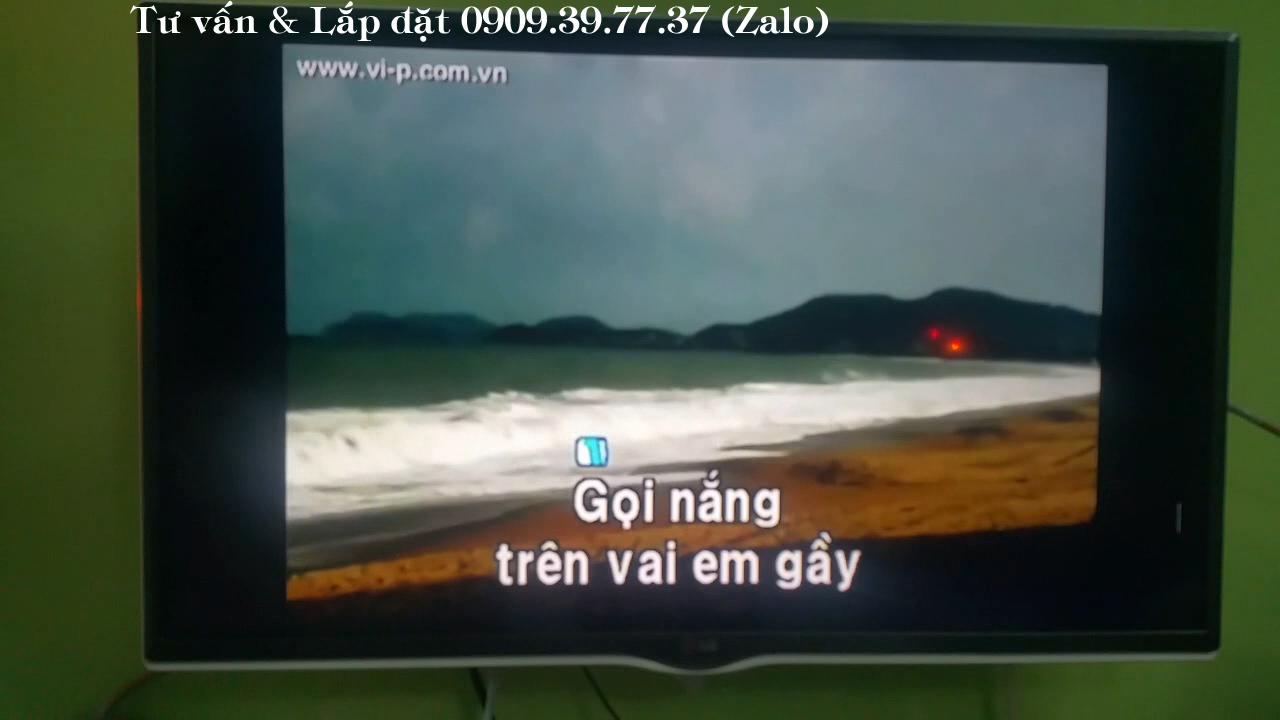 Tư vấn & Lắp đặt 0909.39.77.37 (Zalo)
www.vi-p.com.vn
Gọi nắng
trên vai em gầy
LG